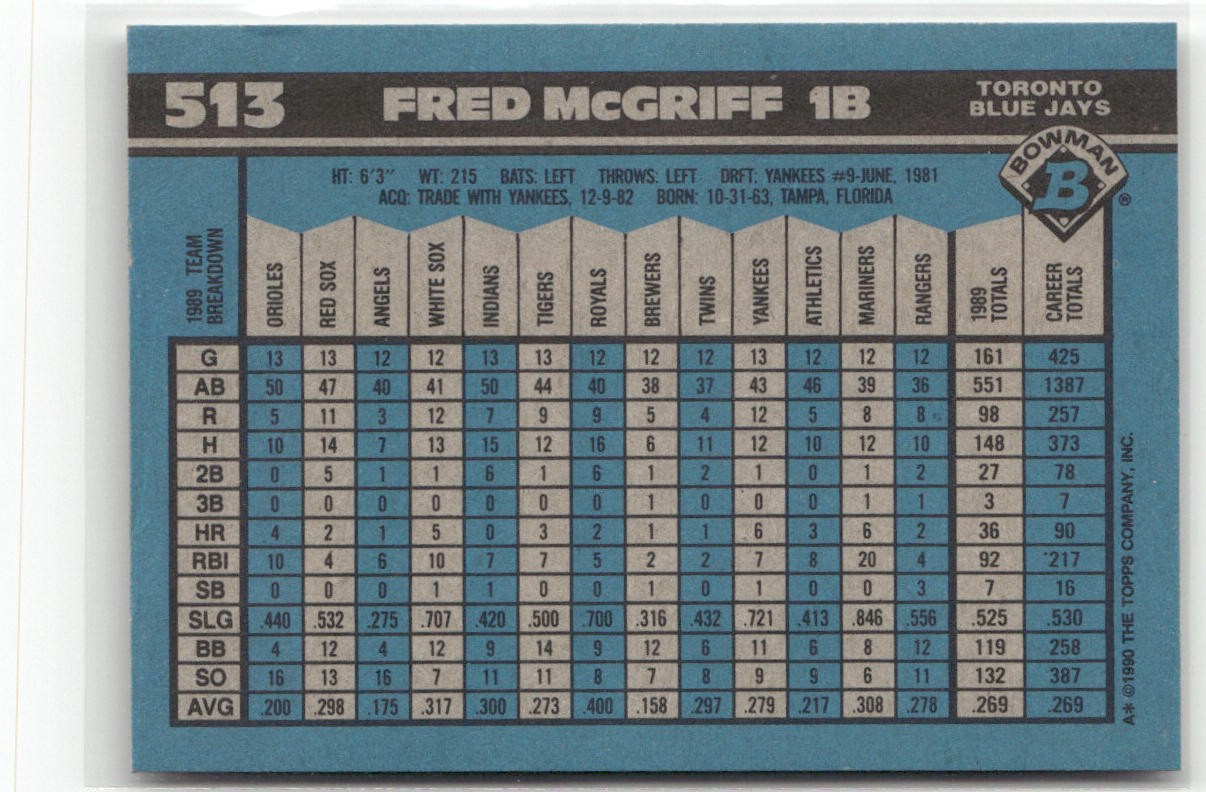 513 FRED McGRIFF 1B TORONTO BLUE JAYS
BOWMAN
B
®
HT: 6'3" WT: 215 BATS: LEFT THROWS: LEFT DRFT: YANKEES #9-JUNE, 1981
ACQ: TRADE WITH YANKEES, 12-9-82 BORN: 10-31-63, TAMPA, FLORIDA
1989 TEAM BREAKDOWN ORIOLES RED SOX ANGELS WHITE SOX INDIANS TIGERS ROYALS BREWERS TWINS YANKEES ATHLETICS MARINERS RANGERS 1989 TOTALS CAREER TOTALS
G 13 13 12 12 13 13 12 12 12 13 12 12 12 161 425
AB 50 47 40 41 50 44 40 38 37 43 46 39 36 551 1387
R 5 11 3 12 7 9 9 5 4 12 5 8 8 98 257
H 10 14 7 13 15 12 16 6 11 12 10 12 10 148 373
2B 0 5 1 1 6 1 6 1 2 1 0 1 2 27 78
3B 0 0 0 0 0 0 0 1 0 0 0 1 1 3 7
HR 4 2 1 5 0 3 2 1 1 6 3 6 2 36 90
RBI 10 4 6 10 7 7 5 2 2 7 8 20 4 92 217
SB 0 0 0 1 1 0 0 1 0 1 0 0 3 7 16
SLG .440 .532 .275 .707 .420 .500 .700 .316 .432 .721 .413 .846 .556 .525 .530
BB 4 12 4 12 9 14 9 12 6 11 6 8 12 119 258
SO 16 13 16 7 11 11 8 7 8 9 9 6 11 132 387
AVG .200 .298 .175 .317 .300 .273 .400 .158 .297 .279 .217 .308 .278 .269 .269
A* ©1990 THE TOPPS COMPANY, INC.